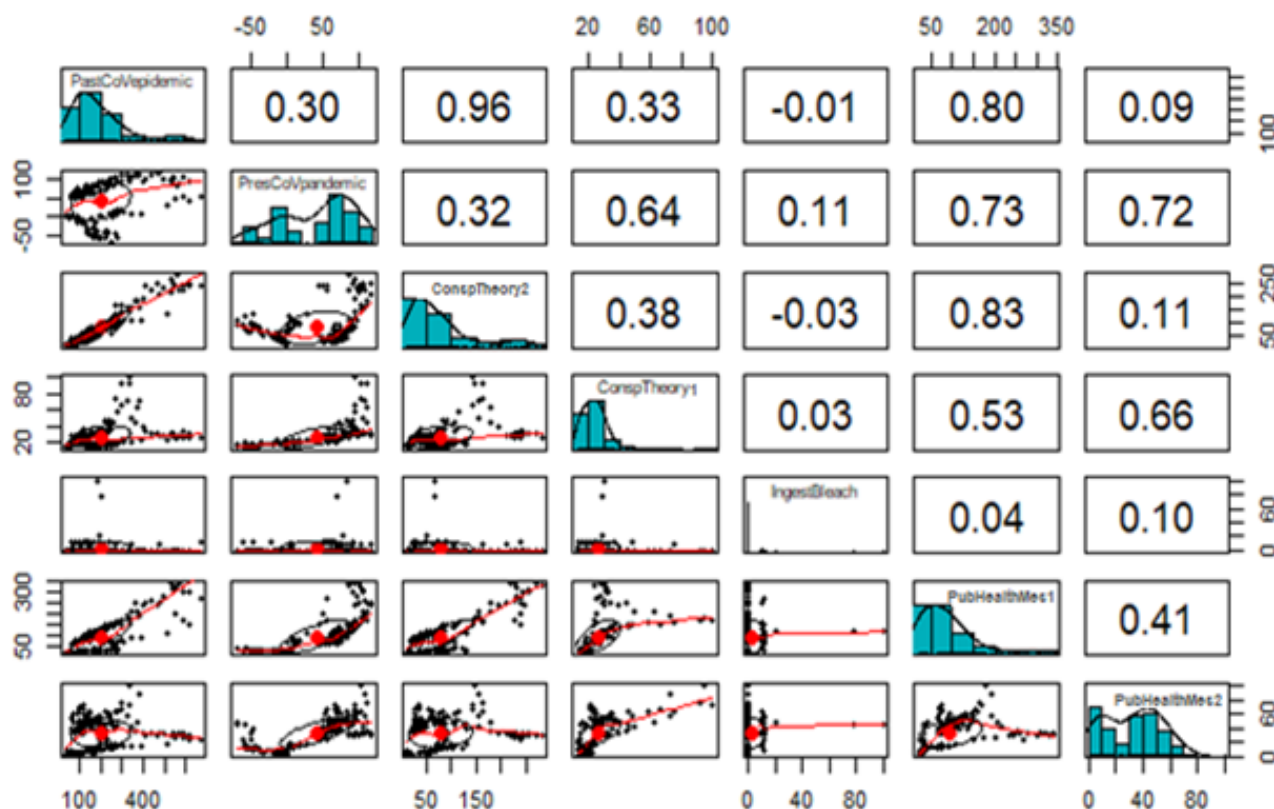 -50 50 20 60 100 50 200 350
PastCoVepidemic 0.30 0.96 0.33 -0.01 0.80 0.09 100
-50 100 PresCoVpandemic 0.32 0.64 0.11 0.73 0.72
ConspTheory2 0.38 -0.03 0.83 0.11 50 250
20 80 ConspTheory1 0.03 0.53 0.66
IngestBleach 0.04 0.10 0 60
50 300 PubHealthMes1 0.41
PubHealthMes2 0 60
100 400 50 150 0 40 80 0 40 80